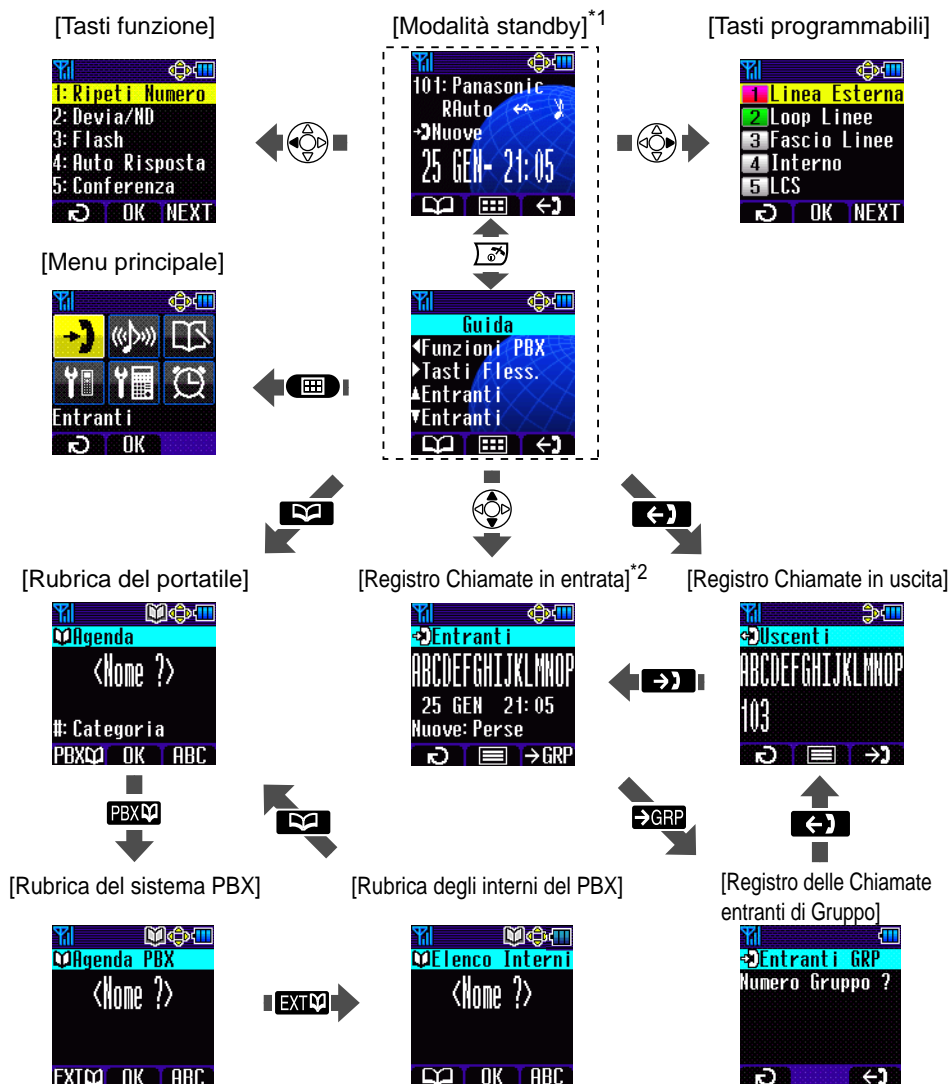 [Tasti funzione]
[Modalità standby]*1
[Tasti programmabili]
1: Ripeti Numero
2: Devia/ND
3: Flash
4: Auto Risposta
5: Conferenza
OK NEXT
101: Panasonic
RAuto
Nuove
25 GEN- 21:05
1 Linea Esterna
2 Loop Linee
3 Fascio Linee
4 Interno
5 LCS
OK NEXT
[Menu principale]
Entranti
OK
Guida
Funzioni PBX
Tasti Fless.
Entranti
Entranti
[Rubrica del portatile]
[Registro Chiamate in entrata]*2
[Registro Chiamate in uscita]
Agenda
<Nome ?>
#: Categoria
PBX OK ABC
Entranti
ABCDEFGHIJKLMNOP
25 GEN 21:05
Nuove: Perse
→GRP
Uscenti
ABCDEFGHIJKLMNOP
103
PBX
→GRP
[Rubrica del sistema PBX]
[Rubrica degli interni del PBX]
[Registro delle Chiamate
entranti di Gruppo]
Agenda PBX
<Nome ?>
EXT OK ABC
EXT
Elenco Interni
<Nome ?>
OK ABC
Entranti GRP
Numero Gruppo ?